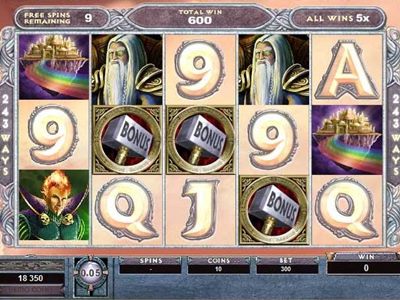 FREE SPINS REMAINING 9
TOTAL WIN
600
ALL WINS 5x
243 WAYS
243 WAYS
9
A
9
BONUS
BONUS
9
Q
J
BONUS
Q
18 350
0.05
SPINS
-
COINS
10
BET
300
WIN
0